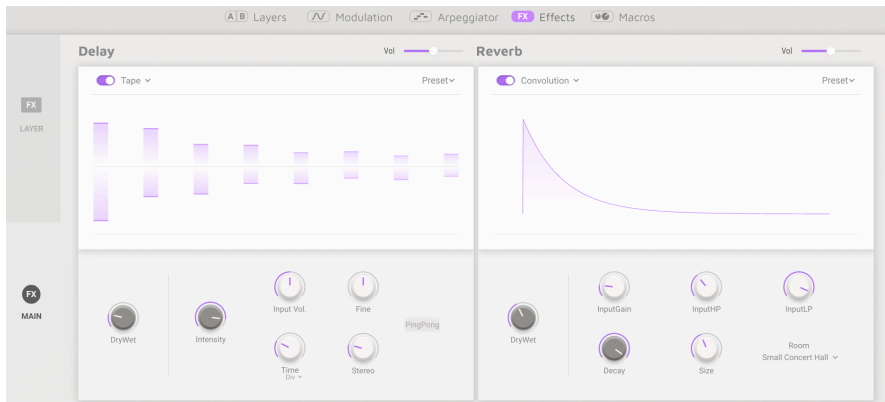 A B Layers Modulation Arpeggiator FX Effects Macros
Delay Vol Reverb Vol
Tape Preset Convolution Preset
FX
LAYER
FX
MAIN
Input Vol. Fine InputGain InputHP InputLP
PingPong
DryWet Intensity DryWet
Room
Small Concert Hall
Time Stereo Decay Size
Div